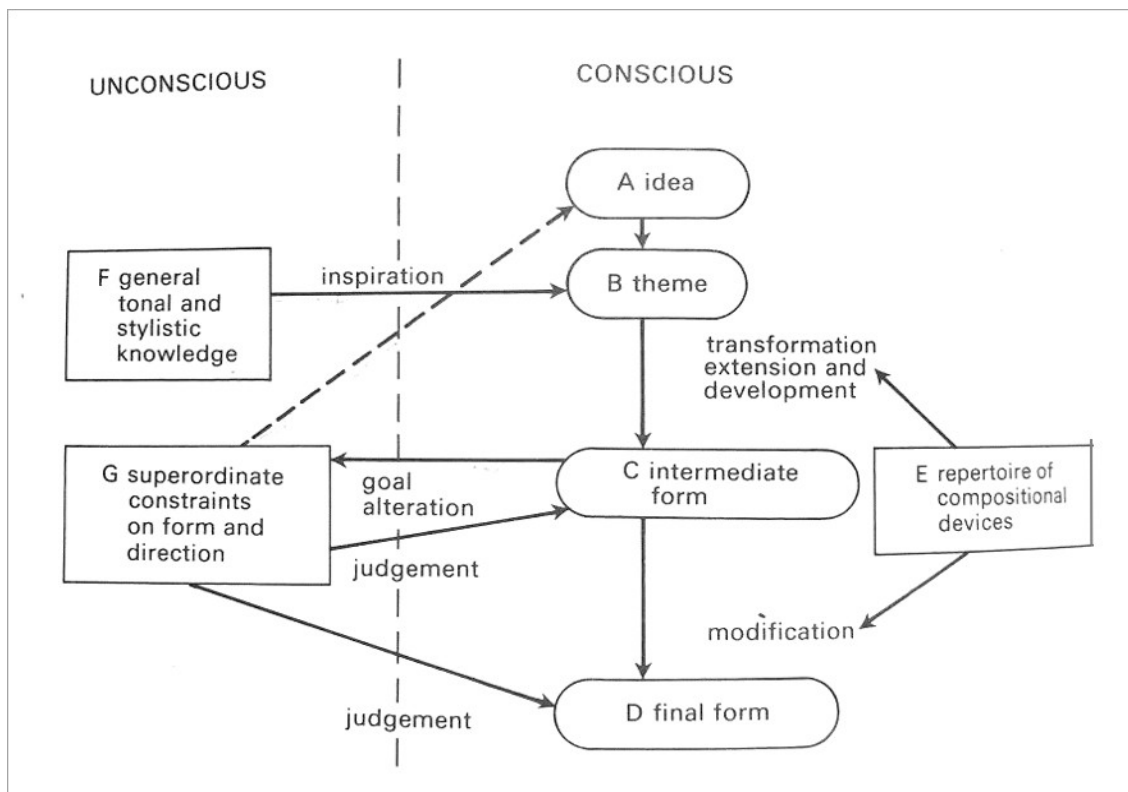 UNCONSCIOUS
CONSCIOUS
A idea
F general
tonal and
stylistic
knowledge
inspiration
B theme
transformation
extension and
development
G superordinate
constraints
on form and
direction
goal
alteration
judgement
C intermediate
form
E repertoire of
compositional
devices
modification
judgement
D final form